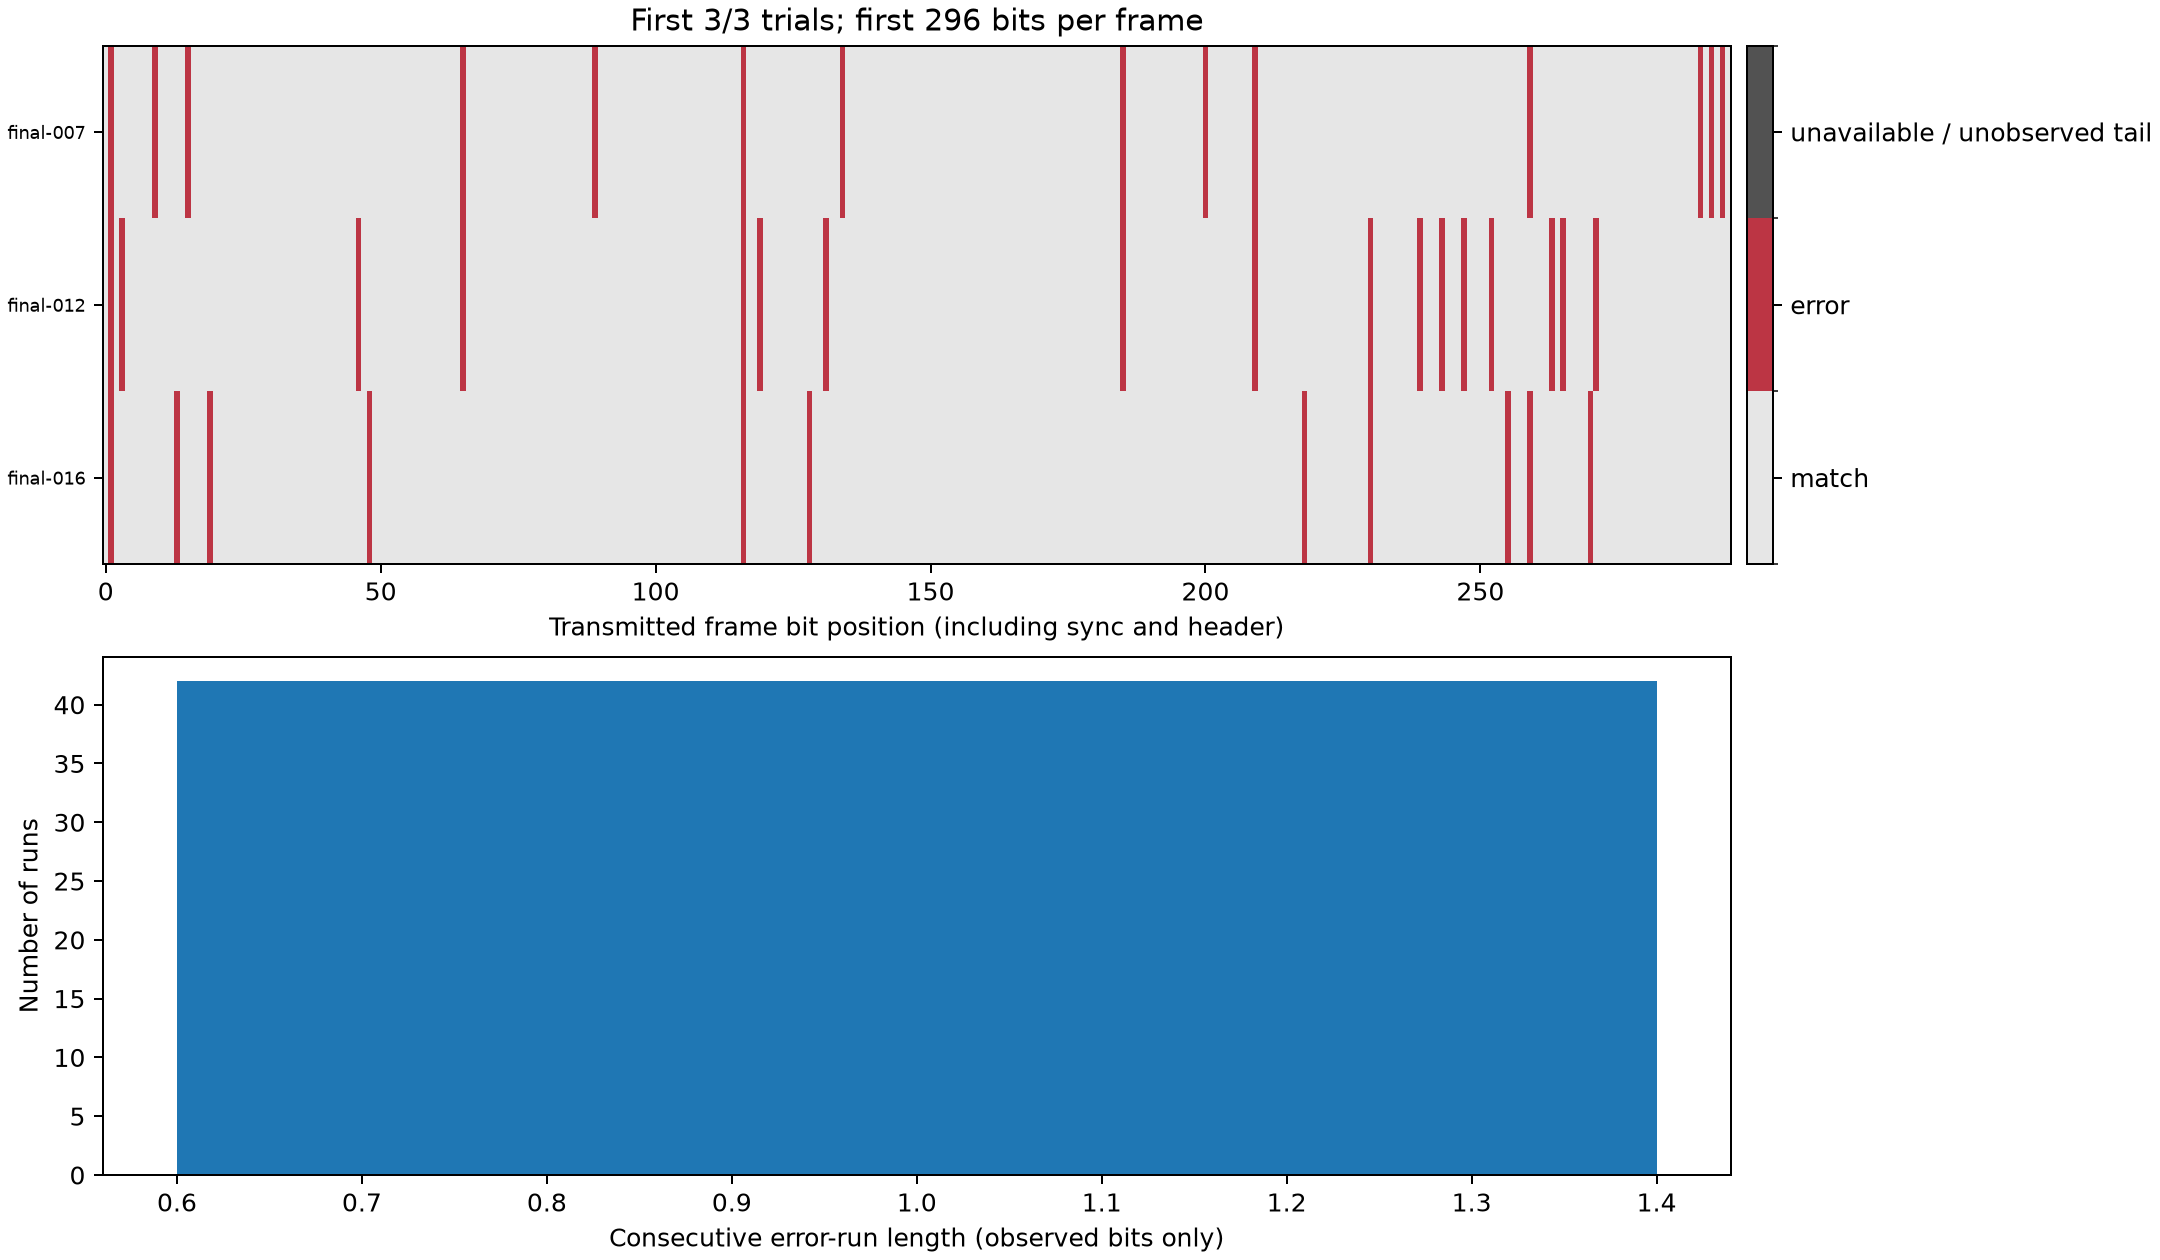 First 3/3 trials; first 296 bits per frame
final-007
final-012
final-016
unavailable / unobserved tail
error
match
0 50 100 150 200 250
Transmitted frame bit position (including sync and header)
40
35
30
25
20
15
10
5
0
Number of runs
0.6 0.7 0.8 0.9 1.0 1.1 1.2 1.3 1.4
Consecutive error-run length (observed bits only)